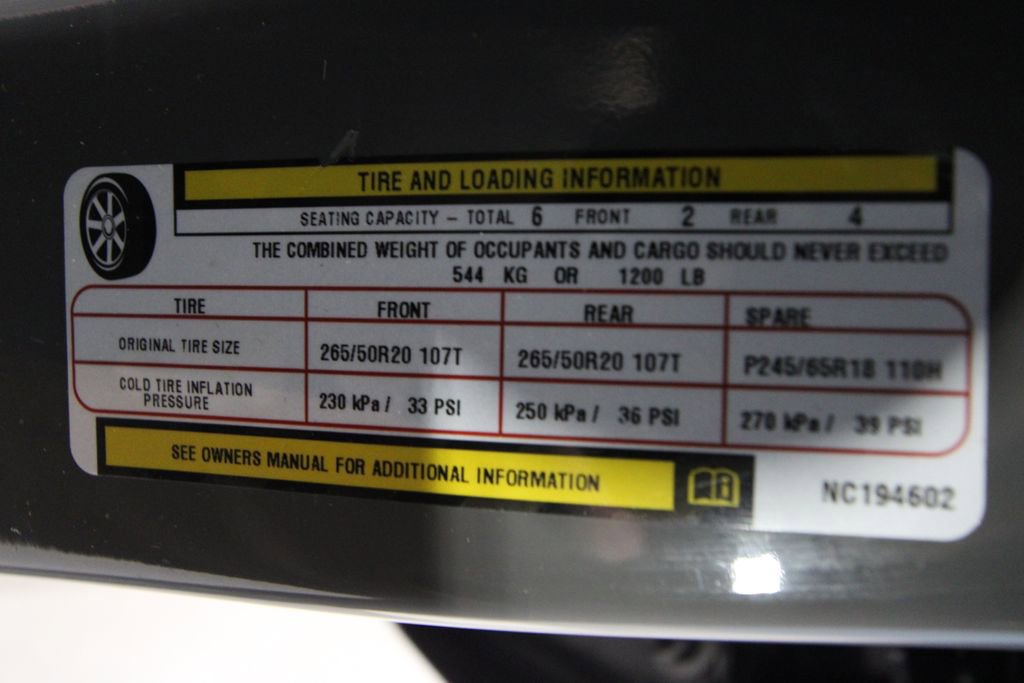 TIRE AND LOADING INFORMATION
SEATING CAPACITY – TOTAL 6 FRONT 2 REAR 4
THE COMBINED WEIGHT OF OCCUPANTS AND CARGO SHOULD NEVER EXCEED
544 KG OR 1200 LB
TIRE FRONT REAR SPARE
ORIGINAL TIRE SIZE 265/50R20 107T 265/50R20 107T P245/65R18 110H
COLD TIRE INFLATION
PRESSURE 230 kPa / 33 PSI 250 kPa / 36 PSI 270 kPa / 39 PSI
SEE OWNERS MANUAL FOR ADDITIONAL INFORMATION
NC194602